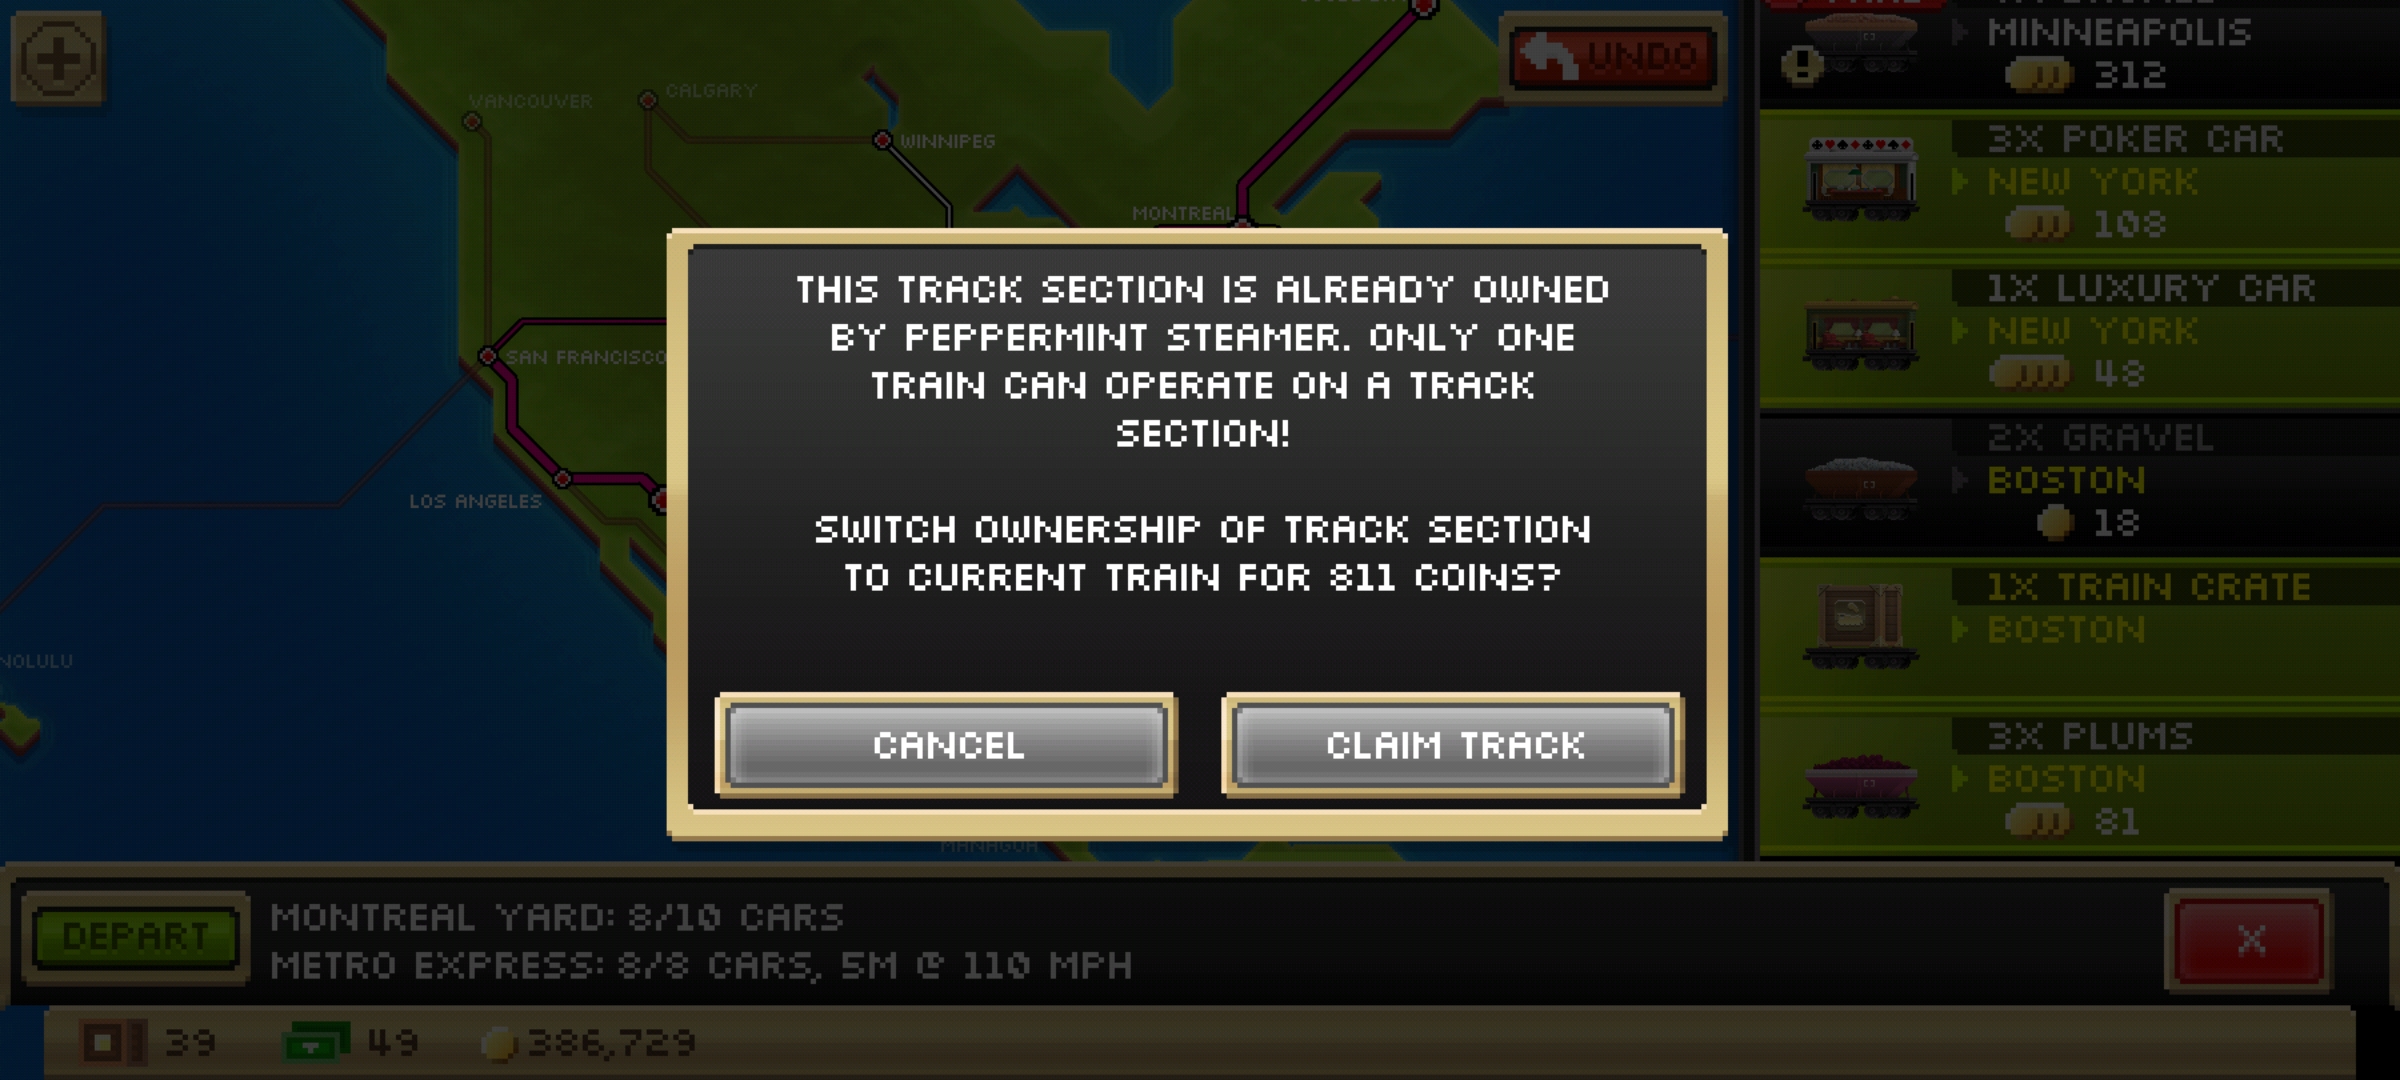 UNDO
MINNEAPOLIS
312
VANCOUVER
CALGARY
WINNIPEG
MONTREAL
3X POKER CAR
NEW YORK
108
1X LUXURY CAR
NEW YORK
48
2X GRAVEL
BOSTON
18
1X TRAIN CRATE
BOSTON
3X PLUMS
BOSTON
81
SAN FRANCISCO
LOS ANGELES
NOLULU
MANAGUA
THIS TRACK SECTION IS ALREADY OWNED
BY PEPPERMINT STEAMER. ONLY ONE
TRAIN CAN OPERATE ON A TRACK
SECTION!
SWITCH OWNERSHIP OF TRACK SECTION
TO CURRENT TRAIN FOR 811 COINS?
CANCEL
CLAIM TRACK
DEPART
MONTREAL YARD: 8/10 CARS
METRO EXPRESS: 8/8 CARS, 5M @ 110 MPH
X
39
49
386,729